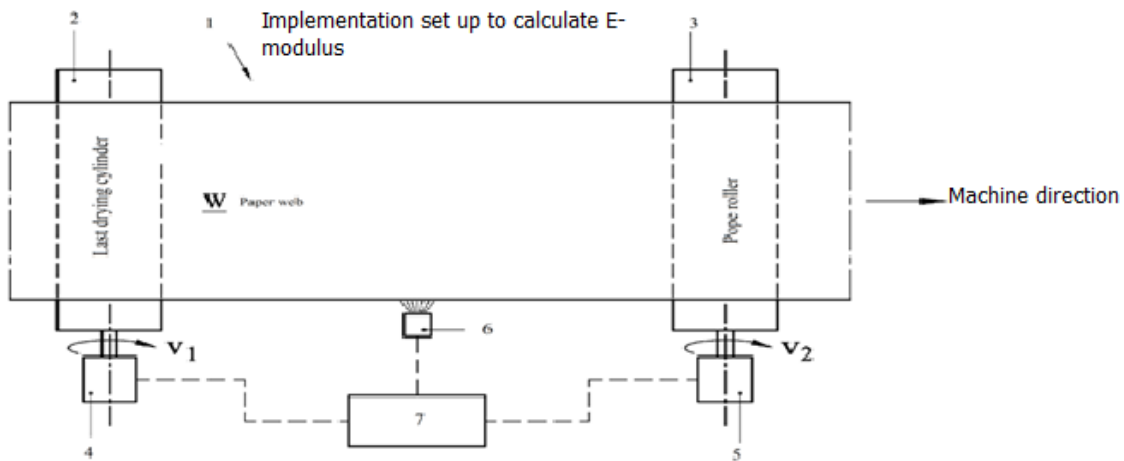 2
1
Implementation set up to calculate E-
modulus
3
Last drying cylinder
W Paper web
Pope roller
Machine direction
6
V1
V2
7
4
5